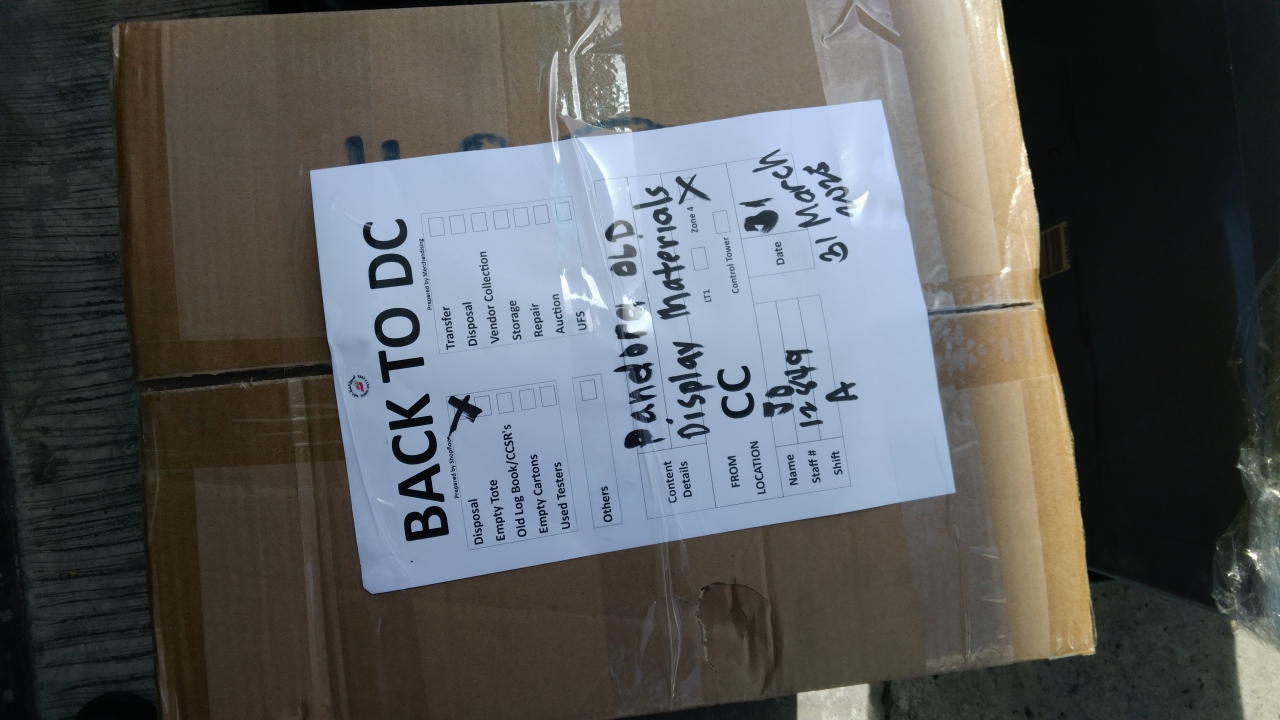 BACK TO DC
Prepared by Shopfloor
Prepared by Merchandising
Disposal
Empty Tote
Old Log Book/CCSR's
Empty Cartons
Used Testers
Transfer
Disposal
Vendor Collection
Storage
Repair
Auction
UFS
Others
Content Details
Pandora old
Display Materials
FROM LOCATION
CC
LT1
Zone 4 X
Control Tower
Name JD
Staff # 12849
Shift A
Date
31 March